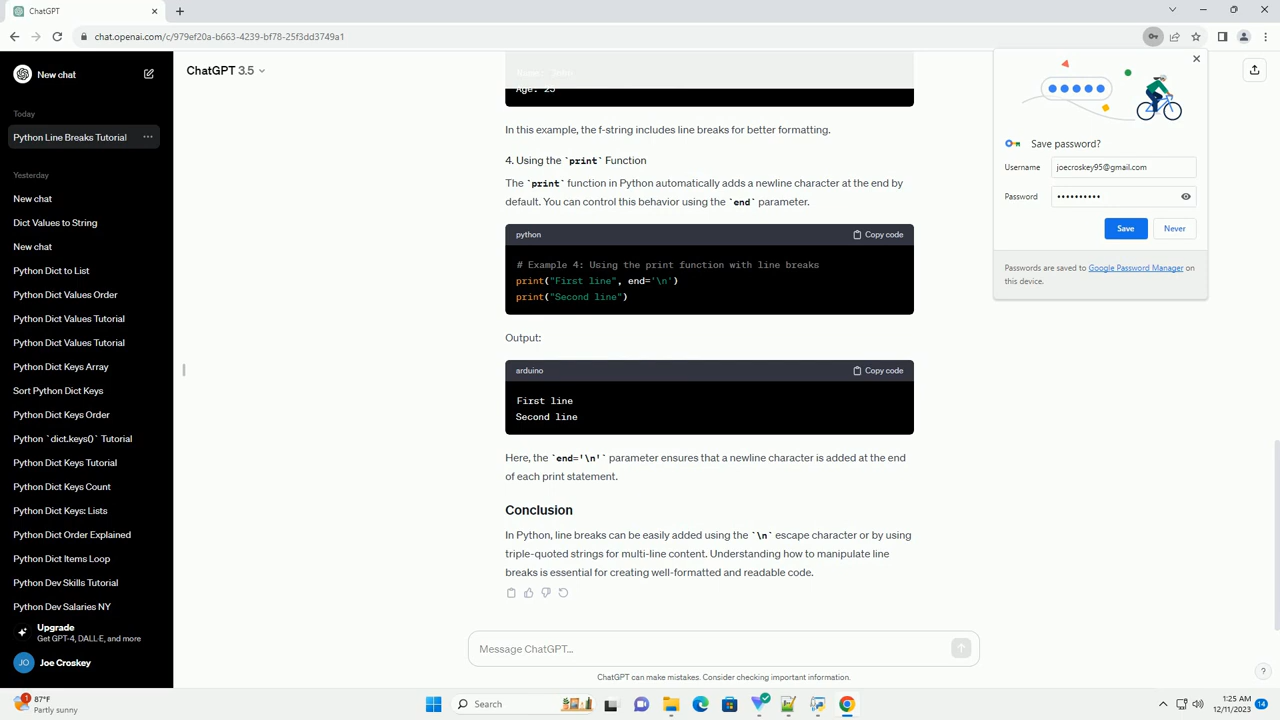 ChatGPT
chat.openai.com/c/979ef20a-b663-4239-bf78-25f3dd3749a1
New chat
Today
Python Line Breaks Tutorial
Yesterday
New chat
Dict Values to String
New chat
Python Dict to List
Python Dict Values Order
Python Dict Values Tutorial
Python Dict Values Tutorial
Python Dict Keys Array
Sort Python Dict Keys
Python Dict Keys Order
Python `dict.keys()` Tutorial
Python Dict Keys Tutorial
Python Dict Keys Count
Python Dict Keys: Lists
Python Dict Order Explained
Python Dict Items Loop
Python Dev Skills Tutorial
Python Dev Salaries NY
Upgrade
Get GPT-4, DALL·E, and more
JO Joe Croskey
ChatGPT 3.5
Age: 25
In this example, the f-string includes line breaks for better formatting.
4. Using the `print` Function
The `print` function in Python automatically adds a newline character at the end by
default. You can control this behavior using the `end` parameter.
python Copy code
# Example 4: Using the print function with line breaks
print("First line", end='\n')
print("Second line")
Output:
arduino Copy code
First line
Second line
Here, the `end='\n'` parameter ensures that a newline character is added at the end
of each print statement.
Conclusion
In Python, line breaks can be easily added using the `\n` escape character or by using
triple-quoted strings for multi-line content. Understanding how to manipulate line
breaks is essential for creating well-formatted and readable code.
Message ChatGPT...
ChatGPT can make mistakes. Consider checking important information.
?
Save password?
Username joecroskey95@gmail.com
Password ••••••••••
Save Never
Passwords are saved to Google Password Manager on
this device.
1
87°F
Partly sunny
Search
1:25 AM
12/11/2023
14